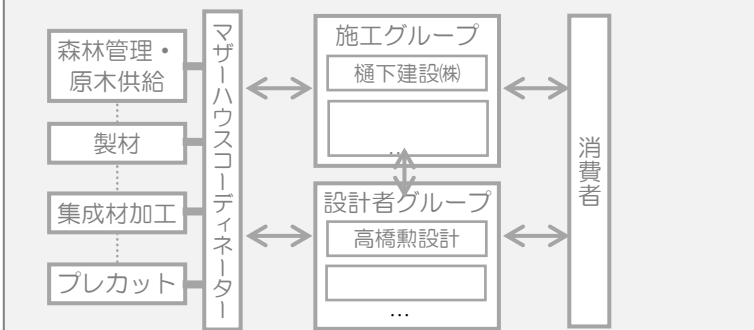 森林管理・
原木供給
製材
集成材加工
プレカット
マザーハウスコーディネーター
施工グループ
樋下建設㈱
…
設計者グループ
高橋勲設計
…
消費者